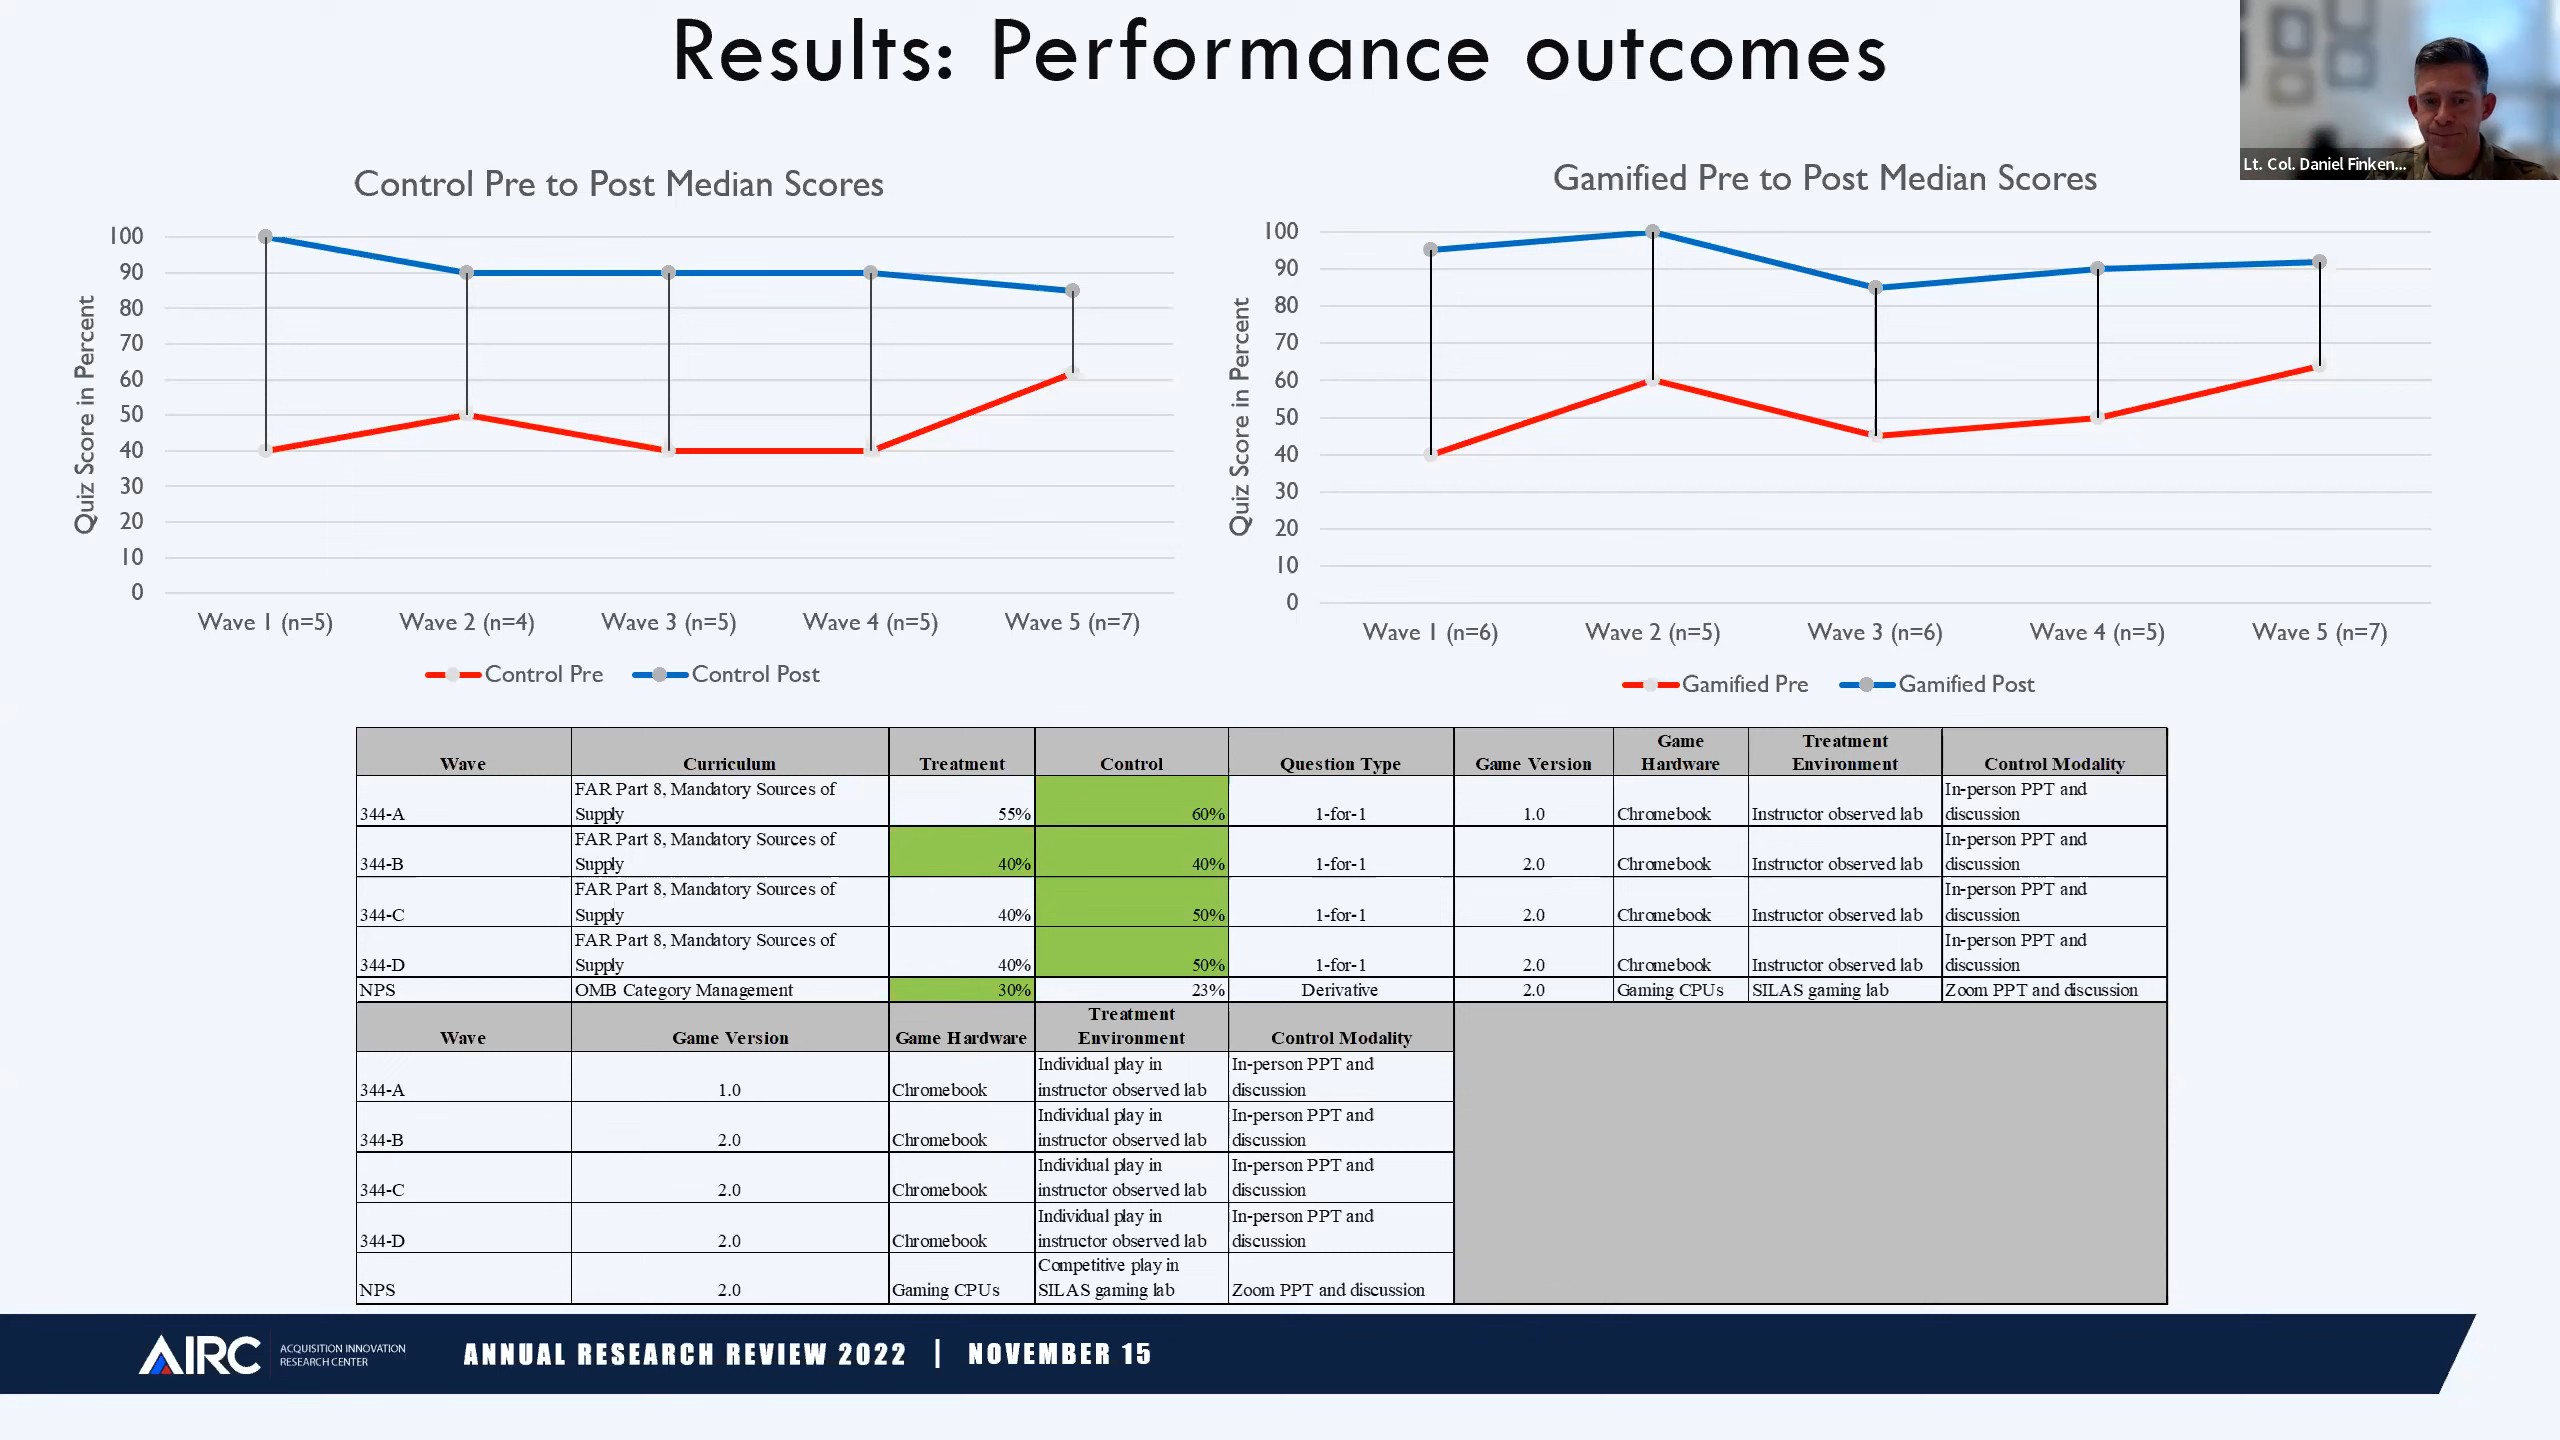 Results: Performance outcomes
Lt. Col. Daniel Finken...
Control Pre to Post Median Scores
Quiz Score in Percent
100
90
80
70
60
50
40
30
20
10
0
Wave 1 (n=5) Wave 2 (n=4) Wave 3 (n=5) Wave 4 (n=5) Wave 5 (n=7)
Control Pre Control Post
Gamified Pre to Post Median Scores
Quiz Score in Percent
100
90
80
70
60
50
40
30
20
10
0
Wave 1 (n=6) Wave 2 (n=5) Wave 3 (n=6) Wave 4 (n=5) Wave 5 (n=7)
Gamified Pre Gamified Post
Wave Curriculum Treatment Control Question Type Game Version Game Hardware Treatment Environment Control Modality
344-A FAR Part 8, Mandatory Sources of Supply 55% 60% 1-for-1 1.0 Chromebook Instructor observed lab In-person PPT and discussion
344-B FAR Part 8, Mandatory Sources of Supply 40% 40% 1-for-1 2.0 Chromebook Instructor observed lab In-person PPT and discussion
344-C FAR Part 8, Mandatory Sources of Supply 40% 50% 1-for-1 2.0 Chromebook Instructor observed lab In-person PPT and discussion
344-D FAR Part 8, Mandatory Sources of Supply 40% 50% 1-for-1 2.0 Chromebook Instructor observed lab In-person PPT and discussion
NPS OMB Category Management 30% 23% Derivative 2.0 Gaming CPUs SILAS gaming lab Zoom PPT and discussion
Wave Game Version Game Hardware Treatment Environment Control Modality
344-A 1.0 Chromebook Individual play in instructor observed lab In-person PPT and discussion
344-B 2.0 Chromebook Individual play in instructor observed lab In-person PPT and discussion
344-C 2.0 Chromebook Individual play in instructor observed lab In-person PPT and discussion
344-D 2.0 Chromebook Individual play in instructor observed lab In-person PPT and discussion
NPS 2.0 Gaming CPUs Competitive play in SILAS gaming lab Zoom PPT and discussion
AIRC
ACQUISITION INNOVATION
RESEARCH CENTER
ANNUAL RESEARCH REVIEW 2022 | NOVEMBER 15